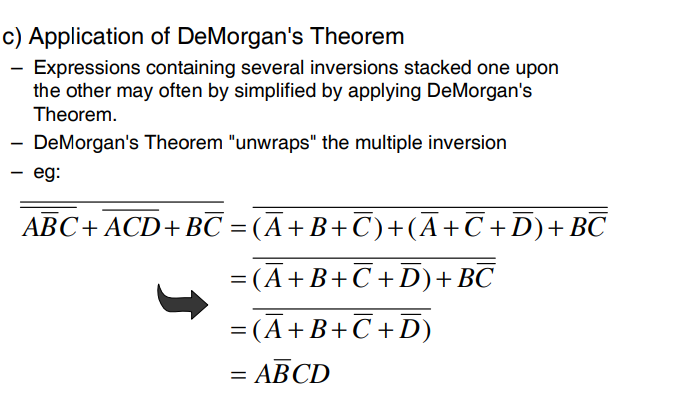 c) Application of DeMorgan's Theorem
– Expressions containing several inversions stacked one upon
the other may often by simplified by applying DeMorgan's
Theorem.
– DeMorgan's Theorem "unwraps" the multiple inversion
– eg:
$\overline{\overline{A\overline{B}C}+\overline{ACD}+B\overline{C}}=\overline{(\overline{A}+B+\overline{C})+(\overline{A}+\overline{C}+\overline{D})+B\overline{C}}$
$=\overline{(\overline{A}+B+\overline{C}+\overline{D})+B\overline{C}}$
$=\overline{(\overline{A}+B+\overline{C}+\overline{D})}$
$=A\overline{B}CD$